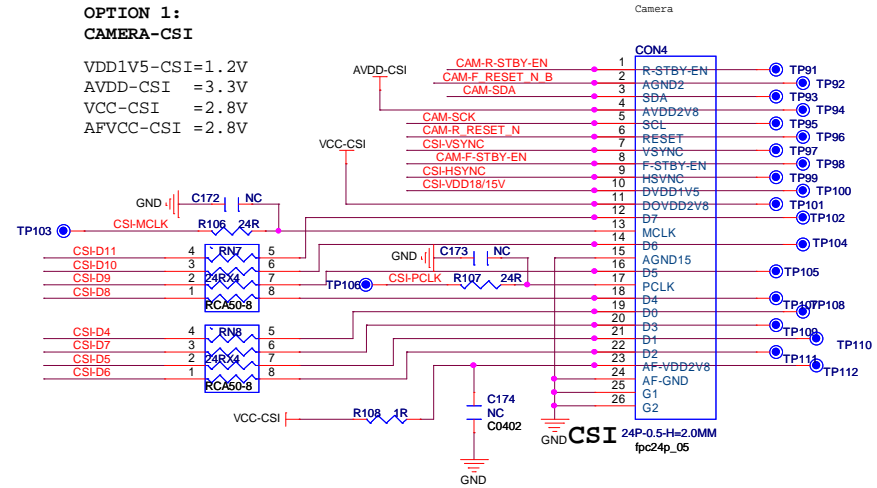 Camera
OPTION 1:
CAMERA-CSI
VDD1V5-CSI=1.2V
AVDD-CSI =3.3V
VCC-CSI =2.8V
AFVCC-CSI =2.8V
CON4
AVDD-CSI
CAM-R-STBY-EN 1 R-STBY-EN TP91
CAM-F_RESET_N_B 2 AGND2 TP92
CAM-SDA 3 SDA TP93
4 AVDD2V8 TP94
CAM-SCK 5 SCL TP95
CAM-R_RESET_N 6 RESET TP96
VCC-CSI
CSI-VSYNC 7 VSYNC TP97
CAM-F-STBY-EN 8 F-STBY-EN TP98
CSI-HSYNC 9 HSYNC TP99
CSI-VDD18/15V 10 DVDD1V5 TP100
11 DOVDD2V8 TP101
GND C172 NC
12 D7 TP102
TP103 CSI-MCLK R106 24R 13 MCLK
14 D6 TP104
CSI-D11 4 RN7 5
GND C173 NC
15 AGND15
CSI-D10 3 6
16 D5 TP105
CSI-D9 2 24RX4 7
TP106 CSI-PCLK R107 24R 17 PCLK
CSI-D8 1 8
RCA50-8
18 D4 TP107
19 D0 TP108
20 D3 TP109
CSI-D4 4 RN8 5
21 D1 TP110
CSI-D7 3 6
22 D2 TP111
CSI-D5 2 24RX4 7
23 AF-VDD2V8 TP112
CSI-D6 1 8
RCA50-8
24 AF-GND
25 G1
26 G2
VCC-CSI R108 1R
C174
NC
C0402
GND
GND CSI
24P-0.5-H=2.0MM
fpc24p_05